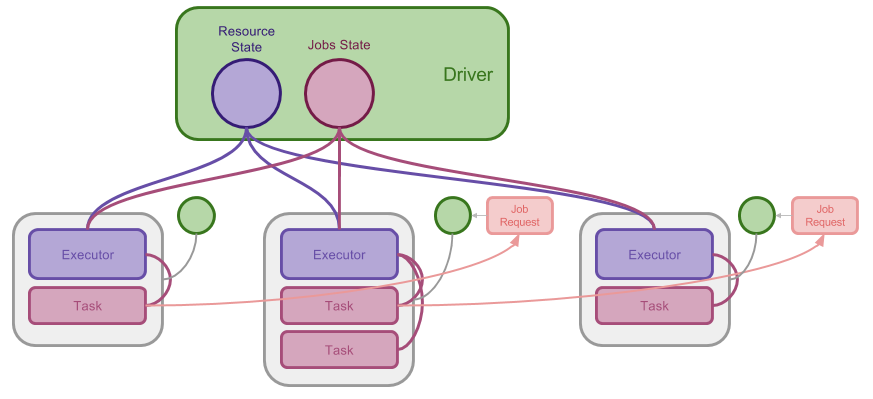 Resource
State
Jobs State
Driver
Job
Request
Job
Request
Executor
Executor
Executor
Task
Task
Task
Task